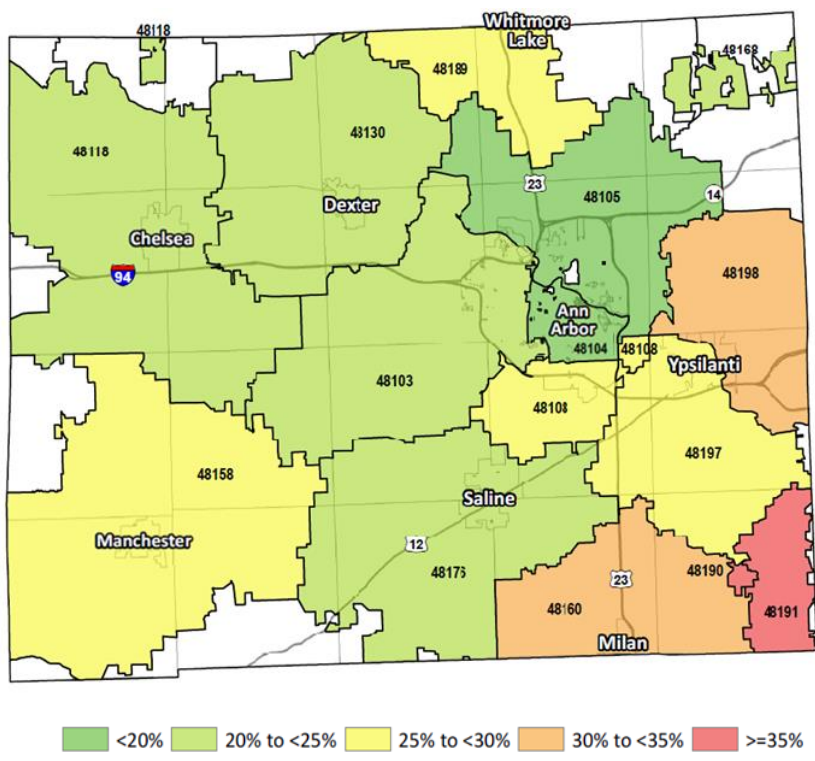 48118
Whitmore
Lake
48168
48189
48130
48118
23
48105
14
Dexter
Chelsea
48198
94
Ann
Arbor
48104
48108
Ypsilanti
48103
48108
48197
48158
Saline
Manchester
12
48176
23
48190
48160
48191
Milan
<20%
20% to <25%
25% to <30%
30% to <35%
>=35%